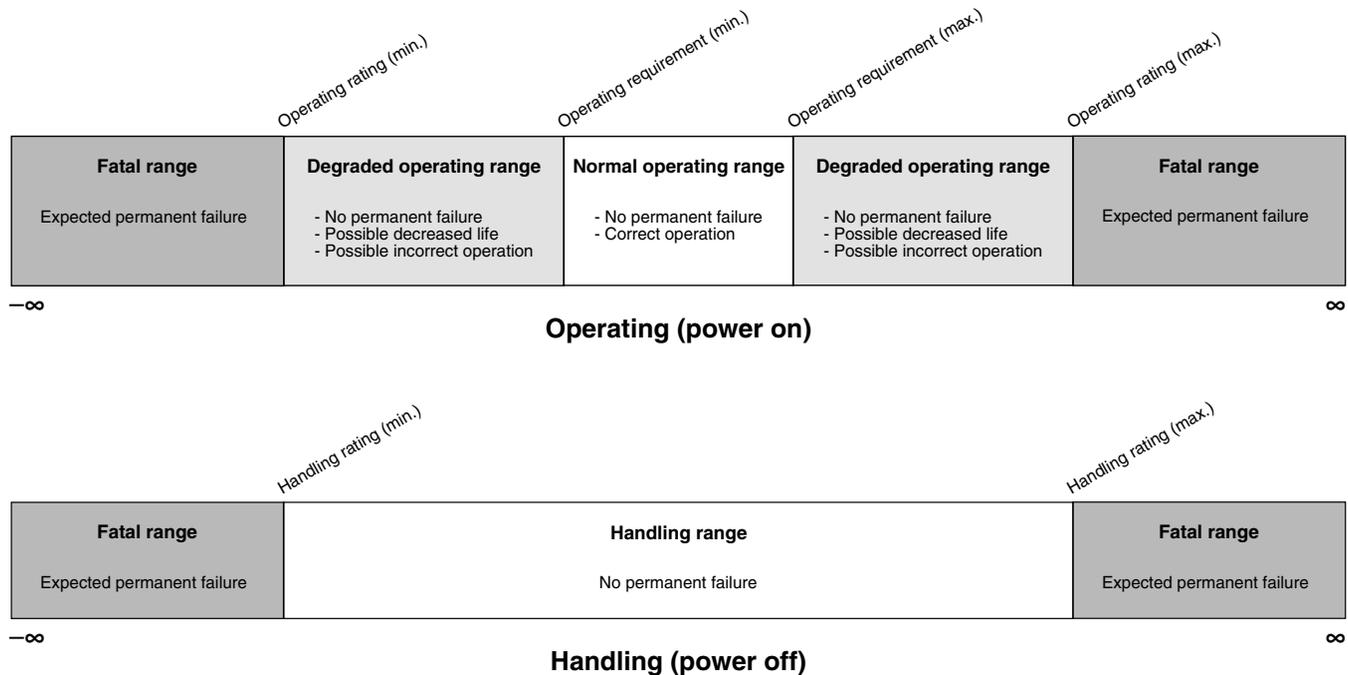 Operating rating (min.)
Operating requirement (min.)
Operating requirement (max.)
Operating rating (max.)
Fatal range
Expected permanent failure
Degraded operating range
- No permanent failure
- Possible decreased life
- Possible incorrect operation
Normal operating range
- No permanent failure
- Correct operation
Degraded operating range
- No permanent failure
- Possible decreased life
- Possible incorrect operation
Fatal range
Expected permanent failure
–∞
∞
Operating (power on)
Handling rating (min.)
Handling rating (max.)
Fatal range
Expected permanent failure
Handling range
No permanent failure
Fatal range
Expected permanent failure
–∞
∞
Handling (power off)